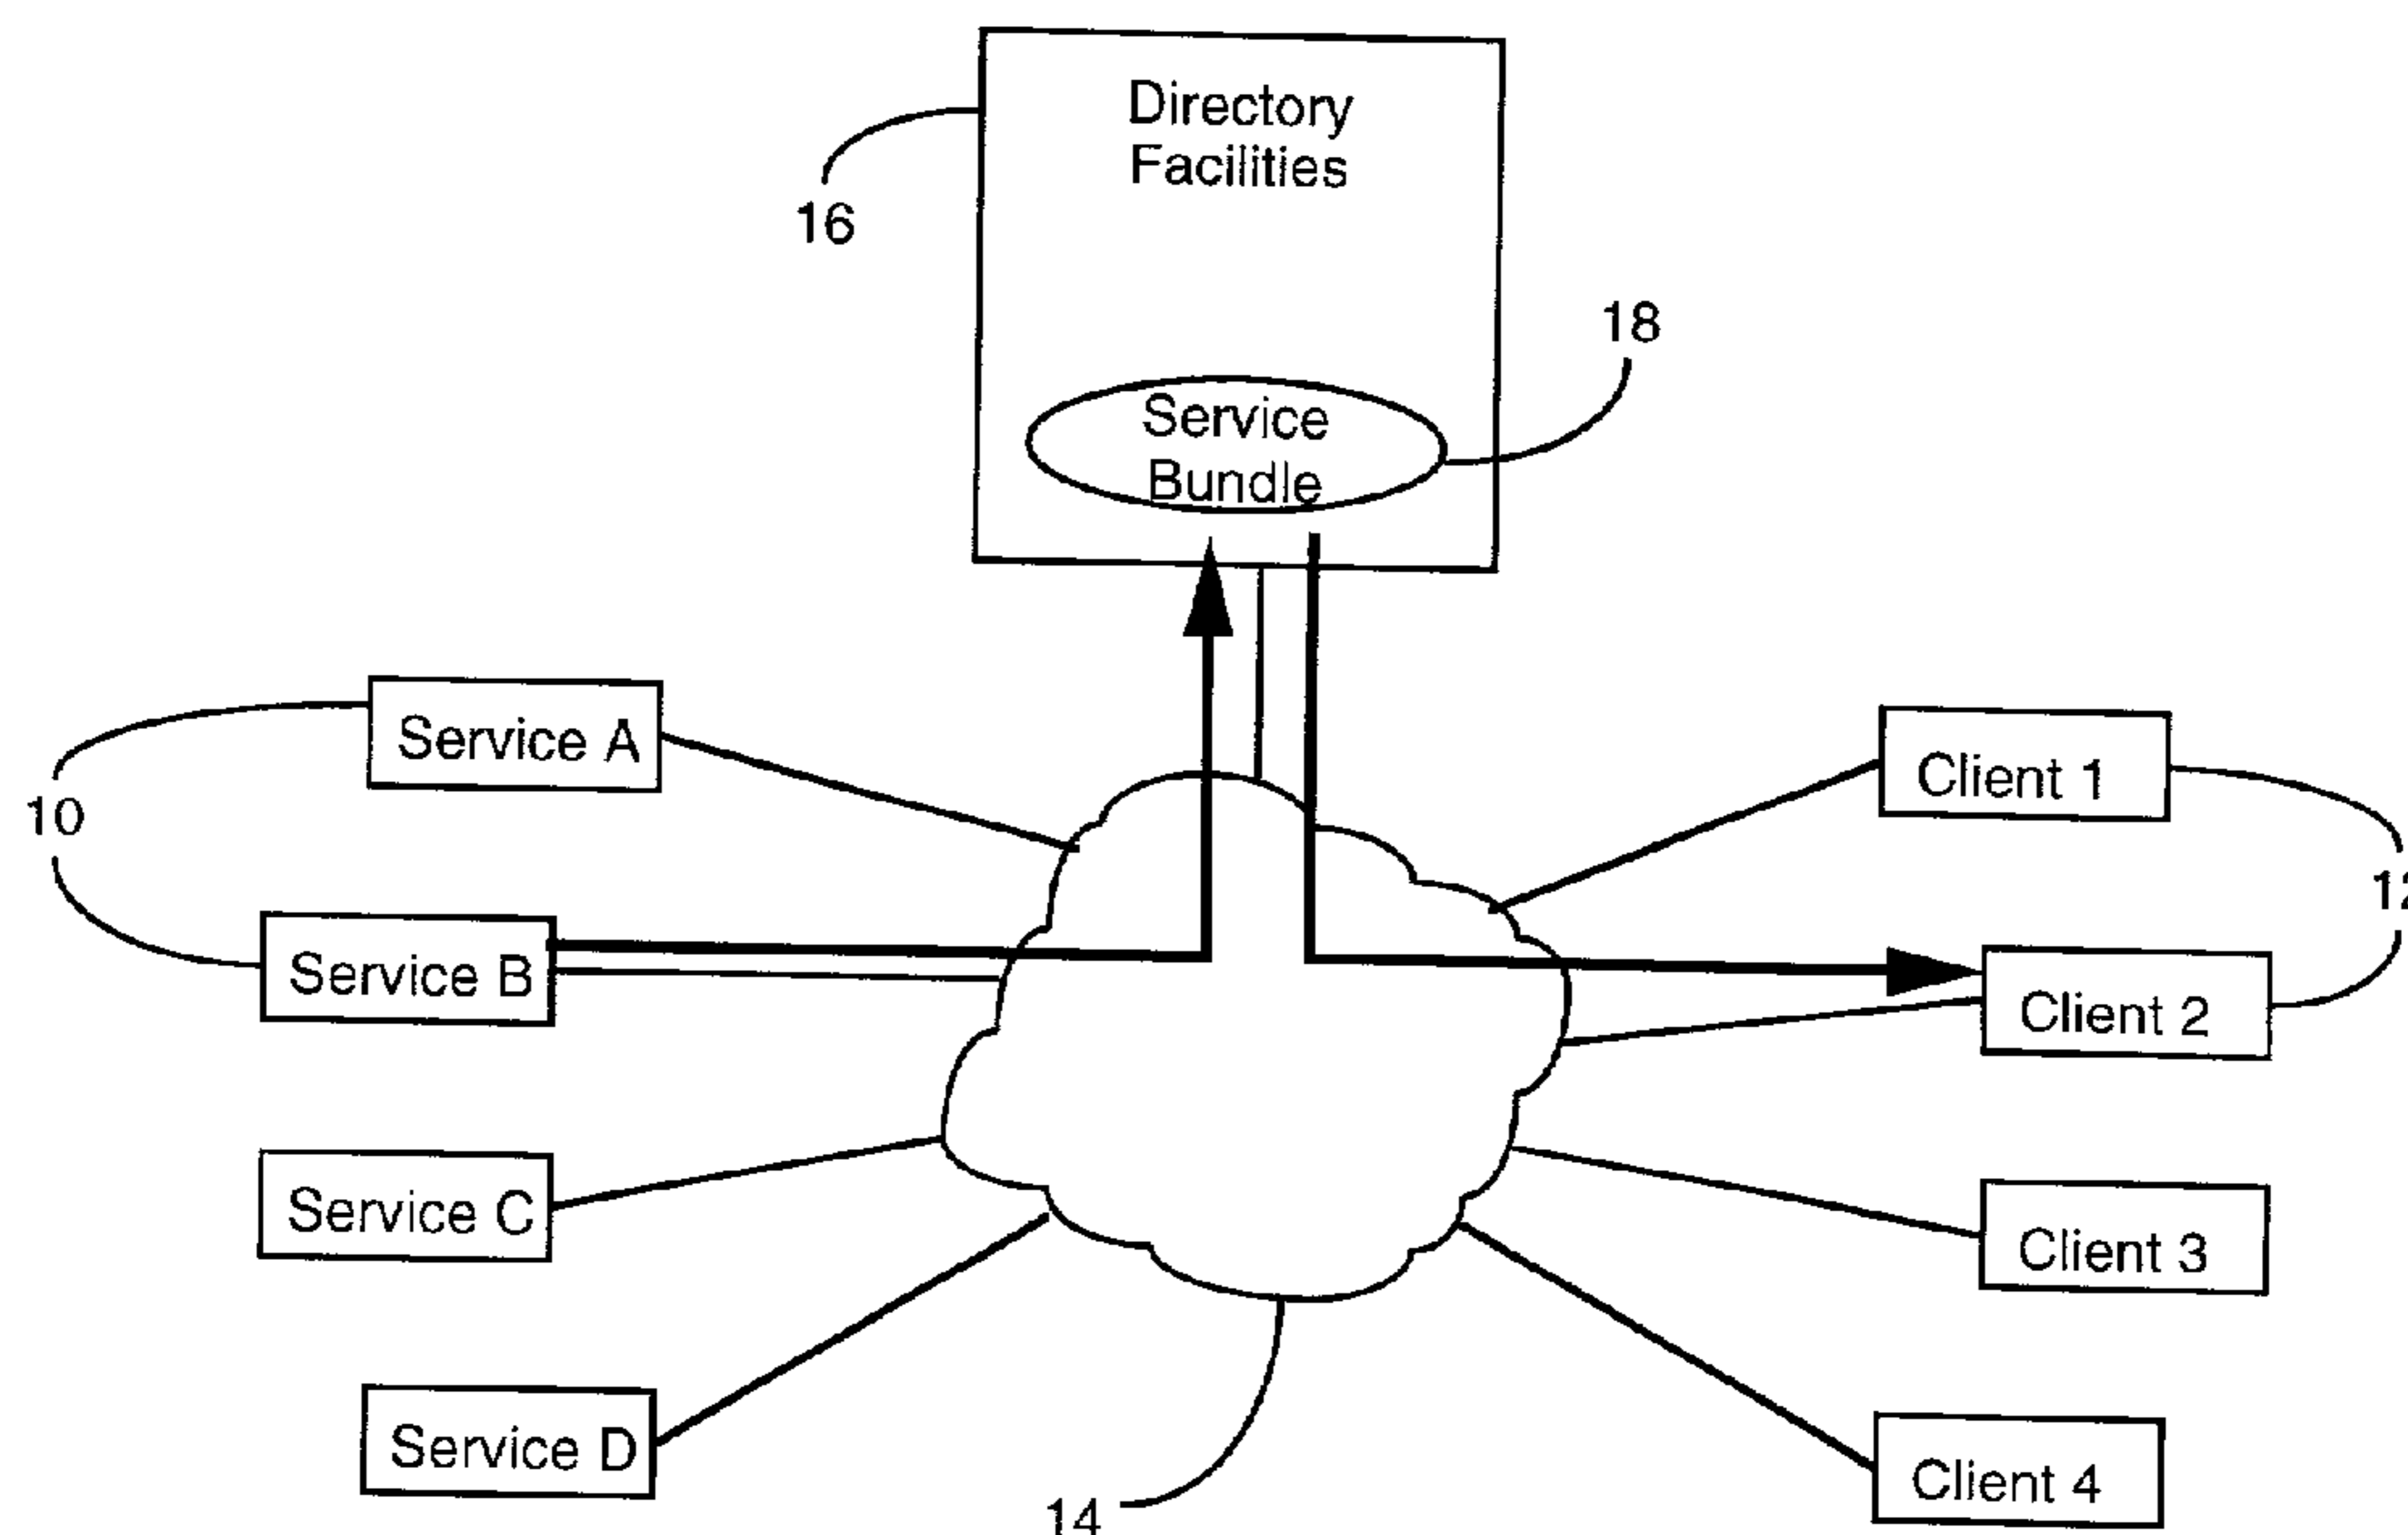 Directory
Facilities
16
18
Service
Bundle
Service A
Client 1
10
12
Service B
Client 2
Service C
Client 3
Service D
Client 4
14